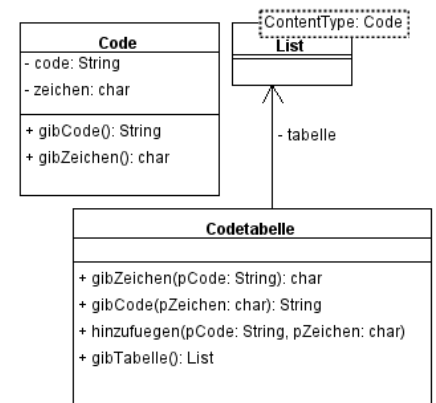 Code
- code: String
- zeichen: char
+ gibCode(): String
+ gibZeichen(): char
ContentType: Code
List
- tabelle
Codetabelle
+ gibZeichen(pCode: String): char
+ gibCode(pZeichen: char): String
+ hinzufuegen(pCode: String, pZeichen: char)
+ gibTabelle(): List